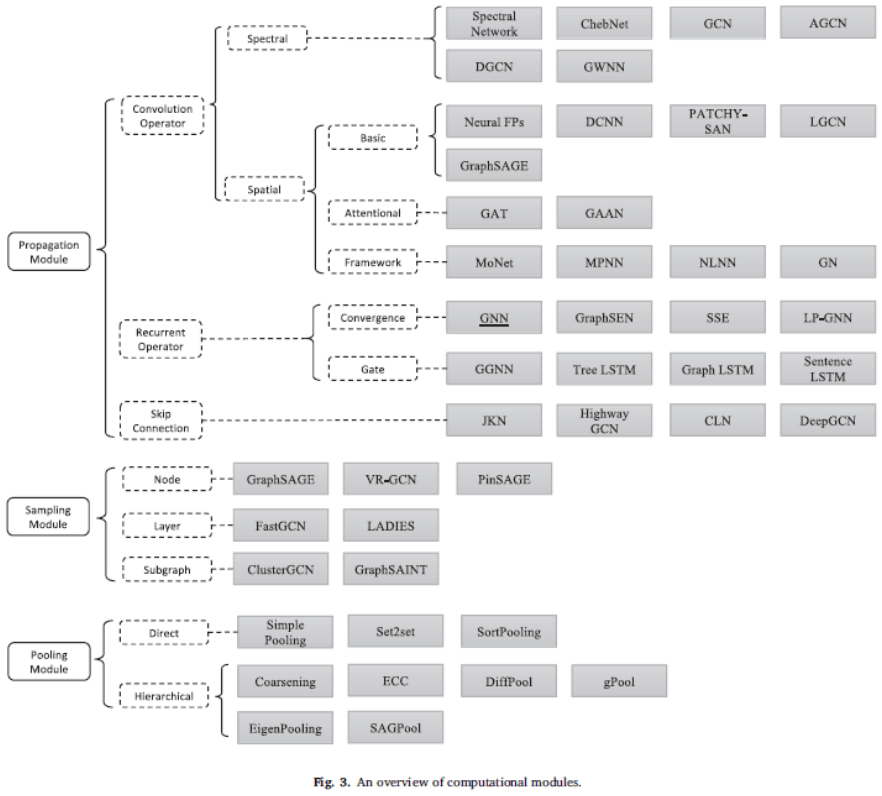 Spectral
Network
ChebNet
GCN
AGCN
Spectral
DGCN
GWNN
Convolution
Operator
Neural FPs
DCNN
PATCHY-
SAN
LGCN
Basic
GraphSAGE
Spatial
Attentional
GAT
GAAN
Propagation
Module
Framework
MoNet
MPNN
NLNN
GN
Convergence
GNN
GraphSEN
SSE
LP-GNN
Recurrent
Operator
Gate
GGNN
Tree LSTM
Graph LSTM
Sentence
LSTM
Skip
Connection
JKN
Highway
GCN
CLN
DeepGCN
Node
GraphSAGE
VR-GCN
PinSAGE
Sampling
Module
Layer
FastGCN
LADIES
Subgraph
ClusterGCN
GraphSAINT
Direct
Simple
Pooling
Set2set
SortPooling
Pooling
Module
Hierarchical
Coarsening
ECC
DiffPool
gPool
EigenPooling
SAGPool
Fig. 3. An overview of computational modules.